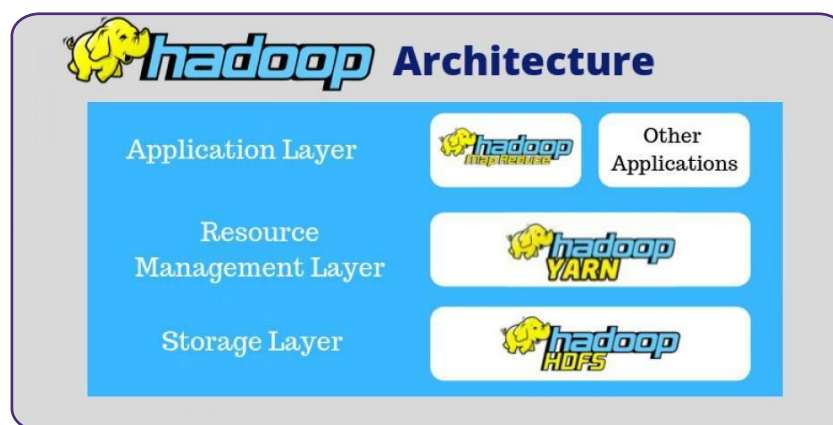 hadoop Architecture
Application Layer
hadoop
Map Reduce
Other
Applications
Resource
Management Layer
hadoop
YARN
Storage Layer
hadoop
HDFS